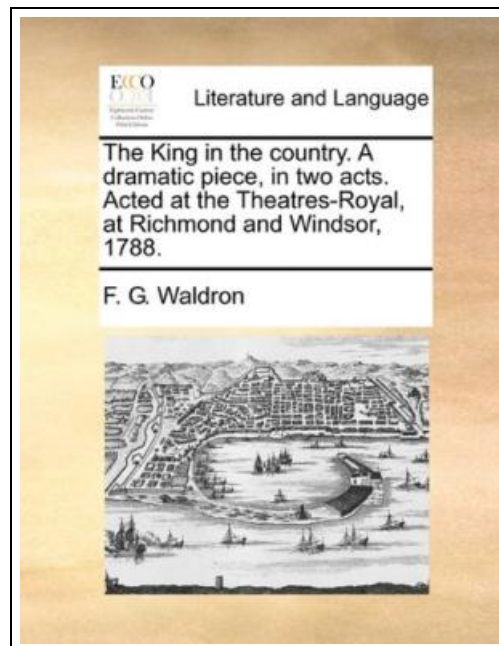 ECCO
Literature and Language
The King in the country. A
dramatic piece, in two acts.
Acted at the Theatres-Royal,
at Richmond and Windsor,
1788.
F. G. Waldron